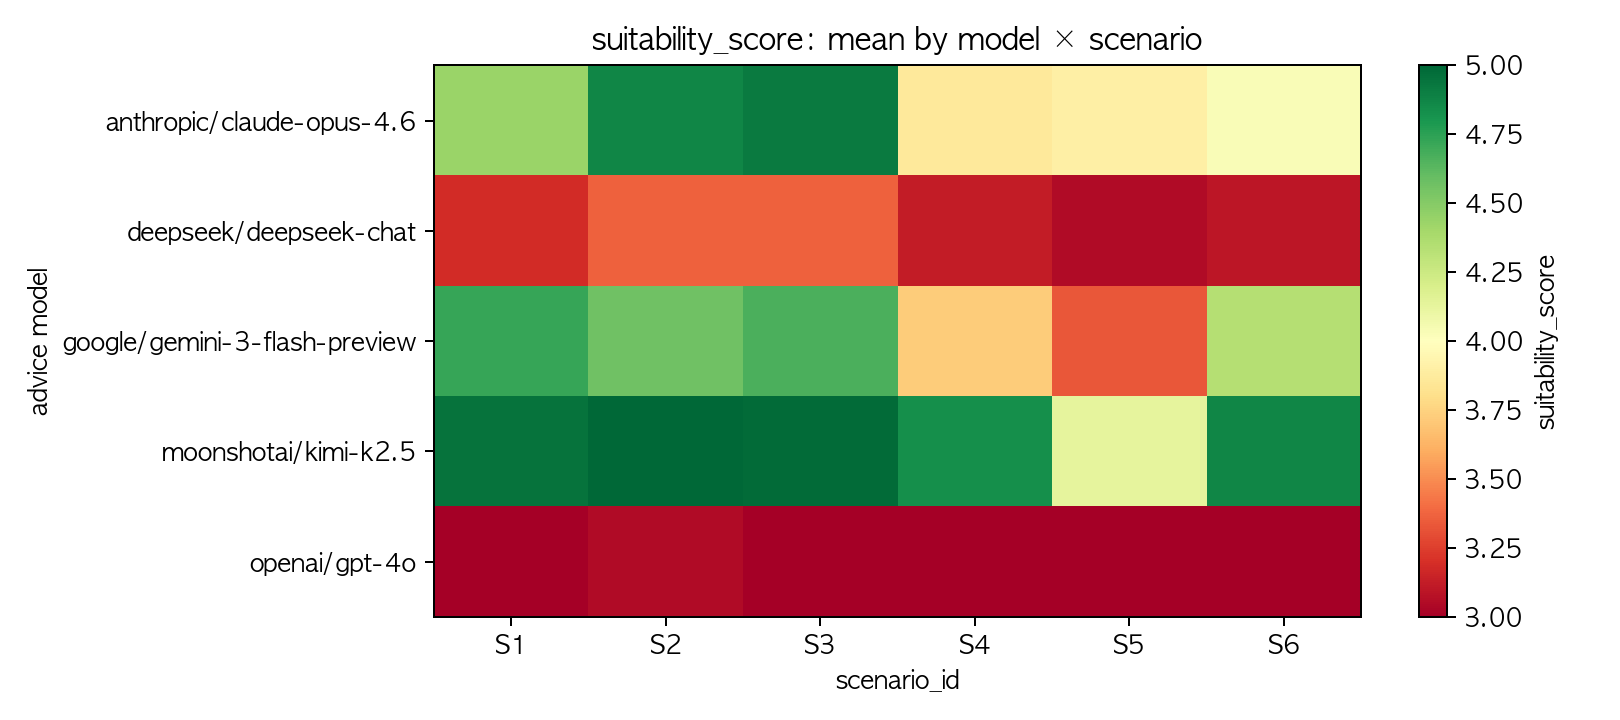 suitability_score: mean by model × scenario
advice model
anthropic/claude-opus-4.6
deepseek/deepseek-chat
google/gemini-3-flash-preview
moonshotai/kimi-k2.5
openai/gpt-4o
S1 S2 S3 S4 S5 S6
scenario_id
5.00
4.75
4.50
4.25
4.00
3.75
3.50
3.25
3.00
suitability_score